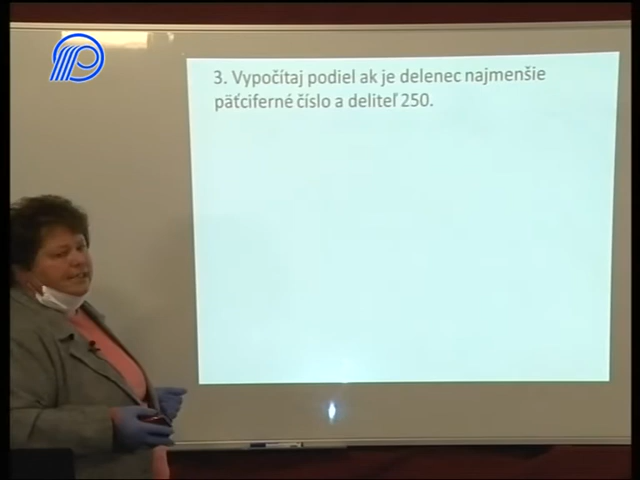 3. Vypočítaj podiel ak je delenec najmenšie
päťciferné číslo a deliteľ 250.